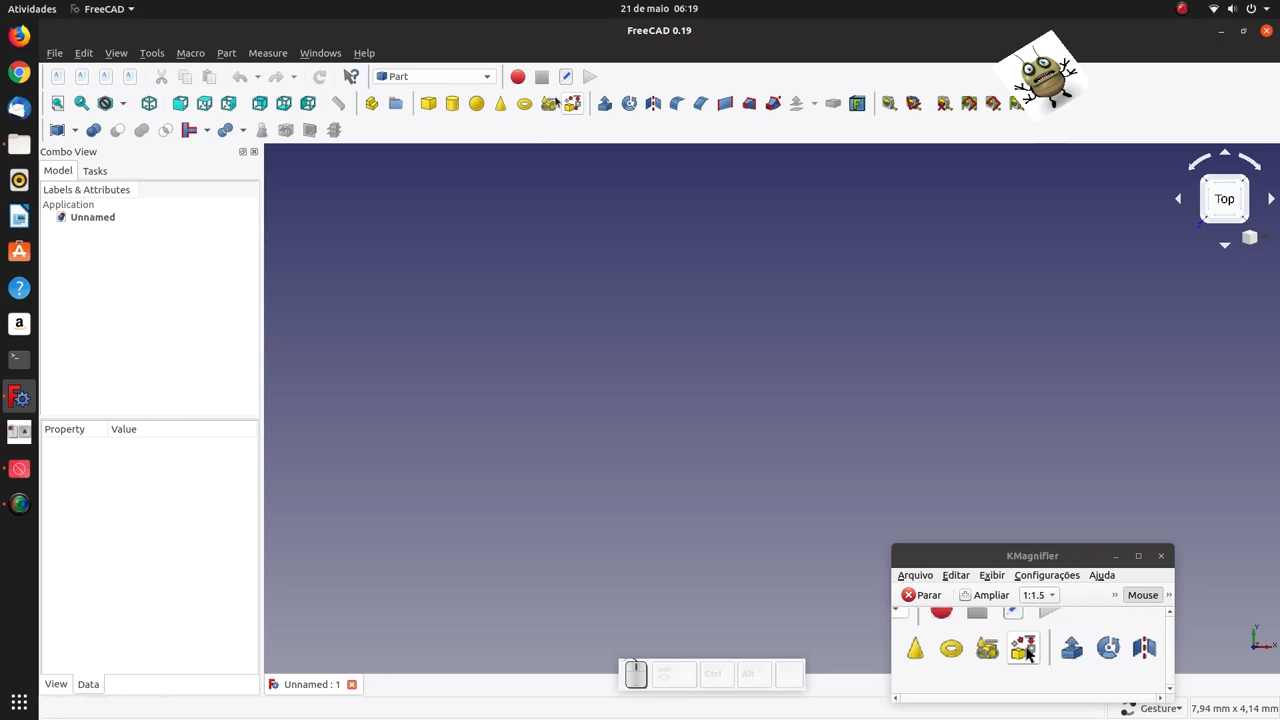 Atividades
FreeCAD
21 de maio 06:19
FreeCAD 0.19
File Edit View Tools Macro Part Measure Windows Help
Part
Combo View
Model Tasks
Labels & Attributes
Application
Unnamed
Top
Property Value
KMagnifier
Arquivo Editar Exibir Configurações Ajuda
Parar Ampliar 1:1.5 » Mouse »
Ctrl Alt
View Data
Unnamed : 1
Gesture 7,94 mm x 4,14 mm